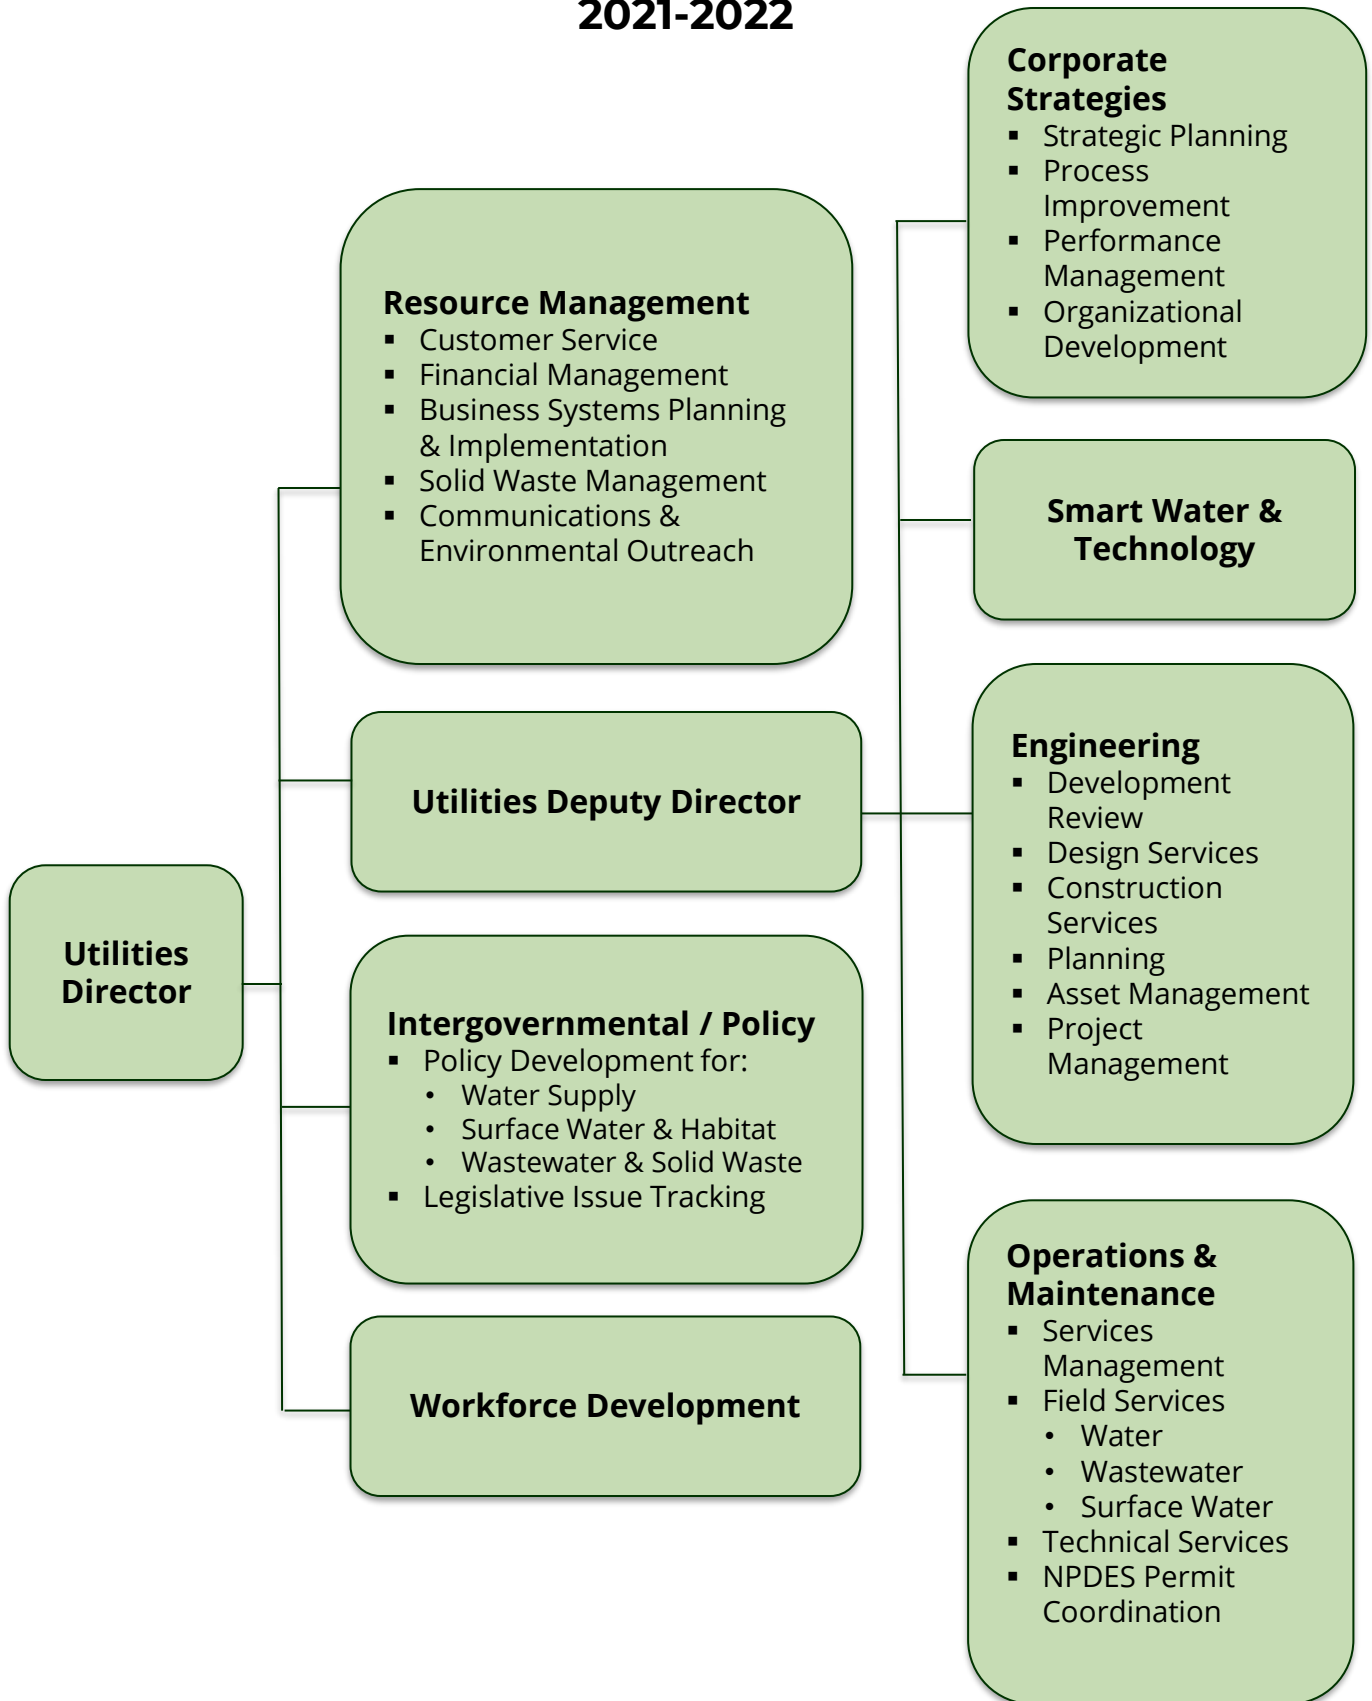 2021-2022
Corporate
Strategies
▪ Strategic Planning
▪ Process
Improvement
▪ Performance
Management
▪ Organizational
Development
Resource Management
▪ Customer Service
▪ Financial Management
▪ Business Systems Planning
& Implementation
▪ Solid Waste Management
▪ Communications &
Environmental Outreach
Smart Water &
Technology
Utilities Deputy Director
Engineering
▪ Development
Review
▪ Design Services
▪ Construction
Services
▪ Planning
▪ Asset Management
▪ Project
Management
Utilities
Director
Intergovernmental / Policy
▪ Policy Development for:
• Water Supply
• Surface Water & Habitat
• Wastewater & Solid Waste
▪ Legislative Issue Tracking
Operations &
Maintenance
▪ Services
Management
▪ Field Services
• Water
• Wastewater
• Surface Water
▪ Technical Services
▪ NPDES Permit
Coordination
Workforce Development